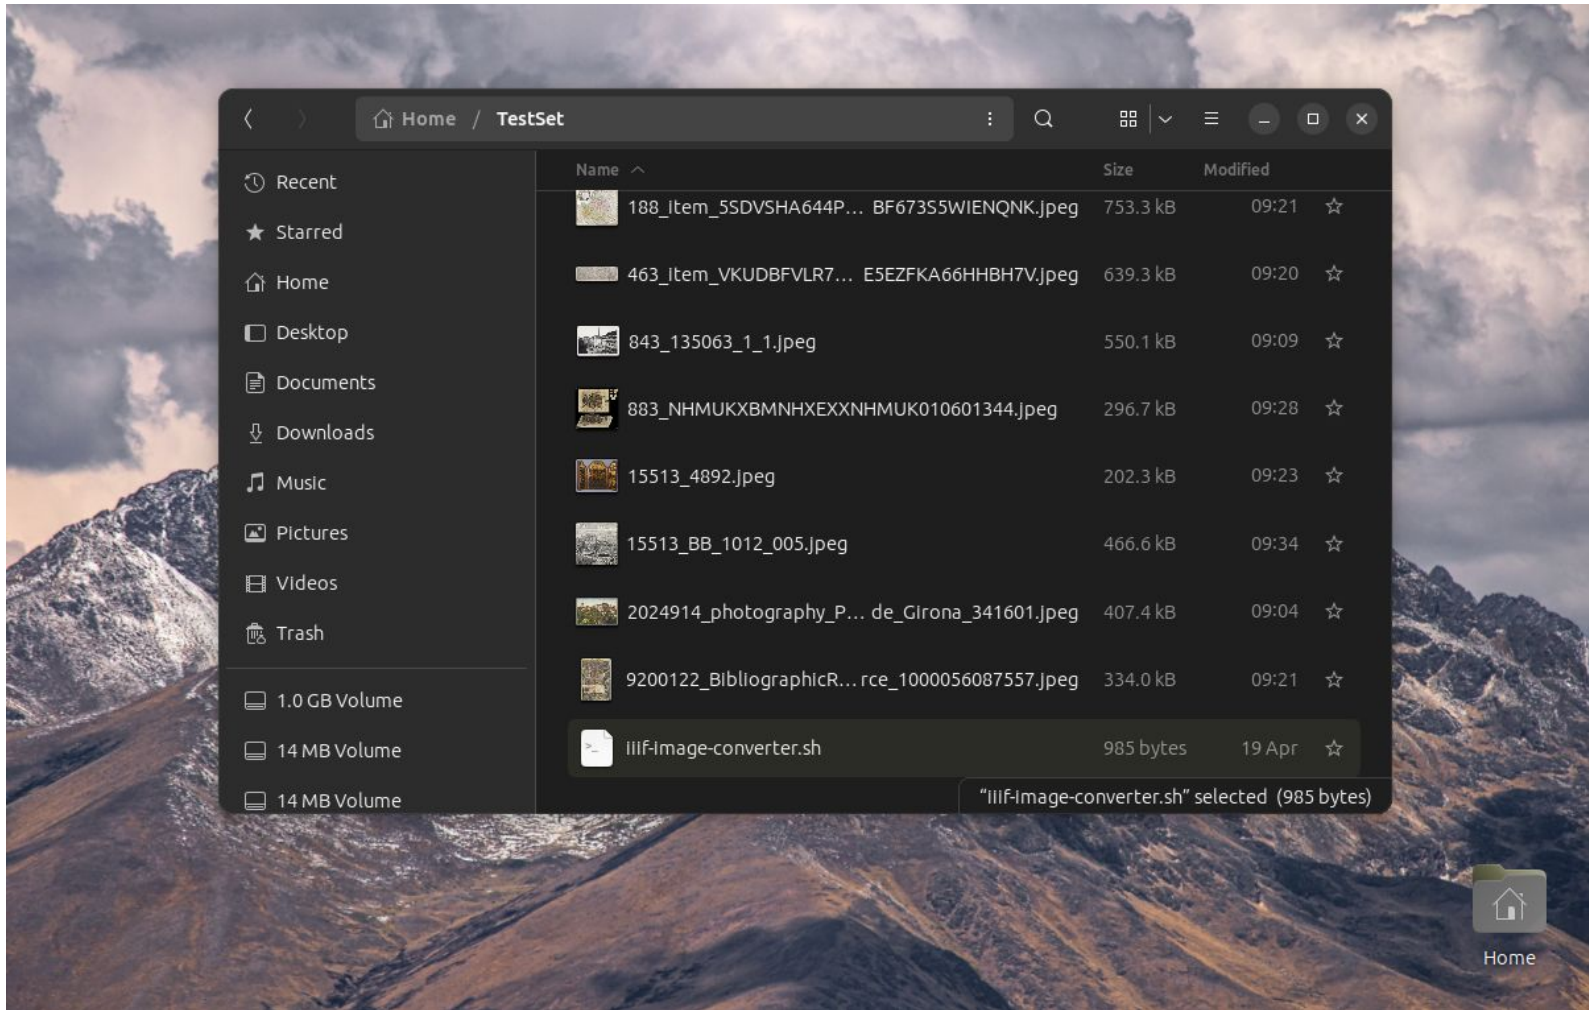 Home / TestSet
Recent
Starred
Home
Desktop
Documents
Downloads
Music
Pictures
Videos
Trash
1.0 GB Volume
14 MB Volume
14 MB Volume
Name Size Modified
188_item_5SDVSHA644P… BF673S5WIENQNK.jpeg 753.3 kB 09:21
463_item_VKUDBFVLR7… E5EZFKA66HHBH7V.jpeg 639.3 kB 09:20
843_135063_1_1.jpeg 550.1 kB 09:09
883_NHMUKXBMNHXEXXNHMUK010601344.jpeg 296.7 kB 09:28
15513_4892.jpeg 202.3 kB 09:23
15513_BB_1012_005.jpeg 466.6 kB 09:34
2024914_photography_P… de_Girona_341601.jpeg 407.4 kB 09:04
9200122_BibliographicR… rce_1000056087557.jpeg 334.0 kB 09:21
iiif-image-converter.sh 985 bytes 19 Apr
“iiif-image-converter.sh” selected (985 bytes)
Home